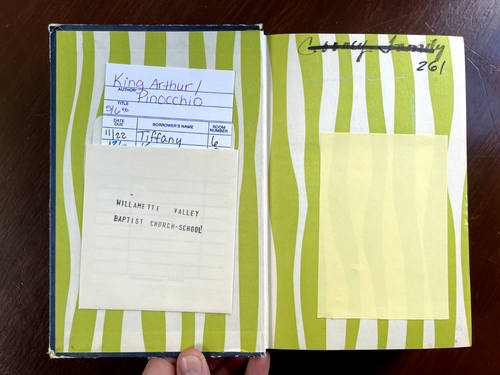 King Arthur/
AUTHOR
Pinocchio
TITLE
DATE DUE
BORROWER'S NAME
ROOM NUMBER
11/22 Tiffany 6
WILLAMETTE VALLEY
BAPTIST CHURCH-SCHOOL
261